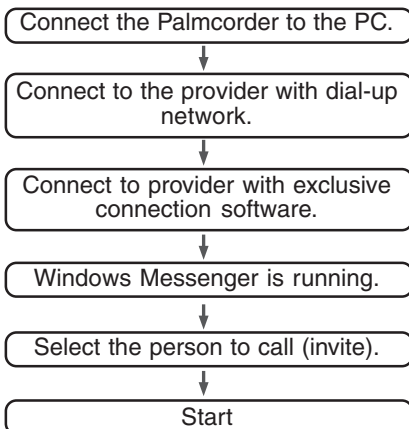 Connect the Palmcorder to the PC.
Connect to the provider with dial-up
network.
Connect to provider with exclusive
connection software.
Windows Messenger is running.
Select the person to call (invite).
Start